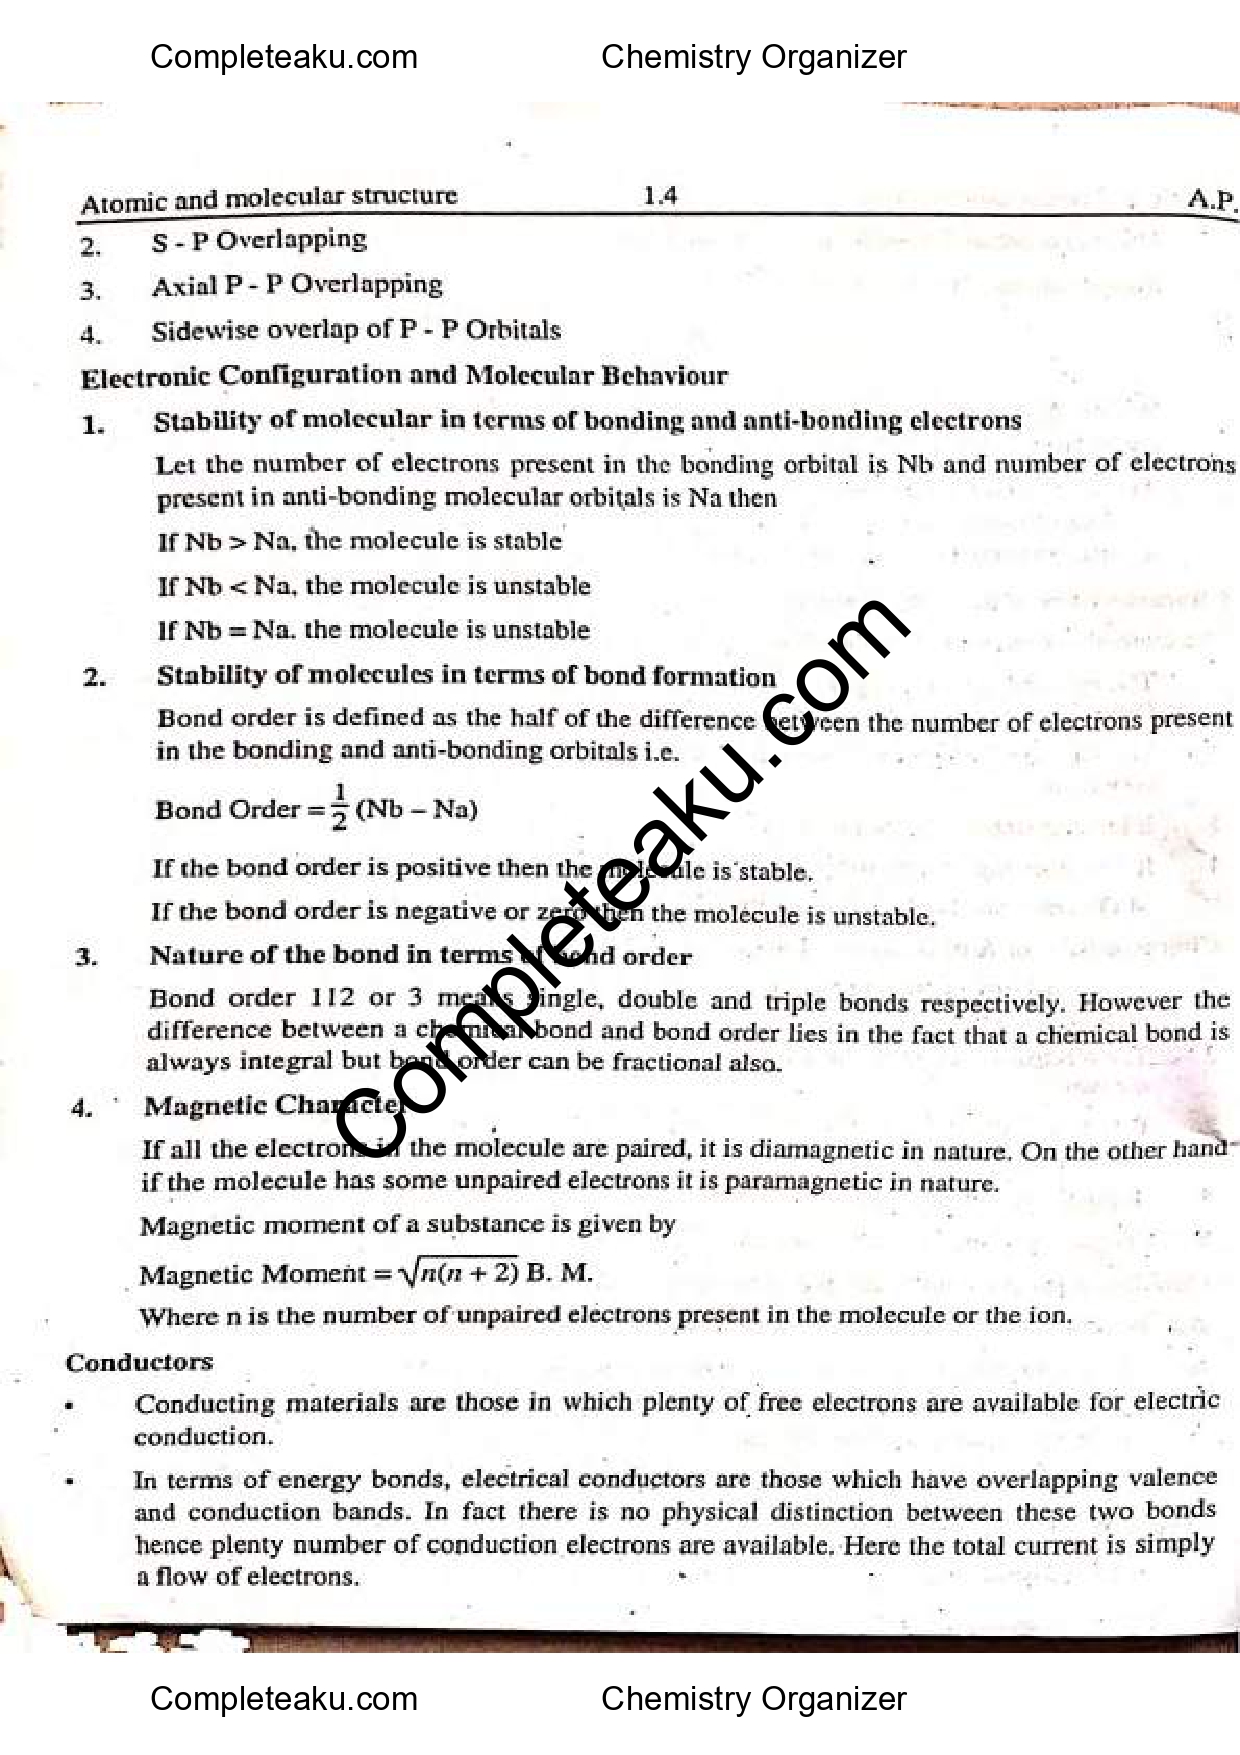 Completeaku.com Chemistry Organizer
Atomic and molecular structure 1.4 A.P.
2. S - P Overlapping
3. Axial P - P Overlapping
4. Sidewise overlap of P - P Orbitals
Electronic Configuration and Molecular Behaviour
1. Stability of molecular in terms of bonding and anti-bonding electrons
Let the number of electrons present in the bonding orbital is Nb and number of electrons
present in anti-bonding molecular orbitals is Na then
If Nb > Na, the molecule is stable
If Nb < Na, the molecule is unstable
If Nb = Na. the molecule is unstable
2. Stability of molecules in terms of bond formation
Bond order is defined as the half of the difference between the number of electrons present
in the bonding and anti-bonding orbitals i.e.
Bond Order = 1/2 (Nb – Na)
If the bond order is positive then the molecule is stable.
If the bond order is negative or zero then the molecule is unstable.
3. Nature of the bond in terms of bond order
Bond order 112 or 3 means single, double and triple bonds respectively. However the
difference between a chemical bond and bond order lies in the fact that a chemical bond is
always integral but bond order can be fractional also.
4. Magnetic Character
If all the electrons in the molecule are paired, it is diamagnetic in nature. On the other hand
if the molecule has some unpaired electrons it is paramagnetic in nature.
Magnetic moment of a substance is given by
Magnetic Moment = √n(n + 2) B. M.
Where n is the number of unpaired electrons present in the molecule or the ion.
Conductors
• Conducting materials are those in which plenty of free electrons are available for electric
conduction.
• In terms of energy bonds, electrical conductors are those which have overlapping valence
and conduction bands. In fact there is no physical distinction between these two bonds
hence plenty number of conduction electrons are available. Here the total current is simply
a flow of electrons.
Completeaku.com
Completeaku.com Chemistry Organizer